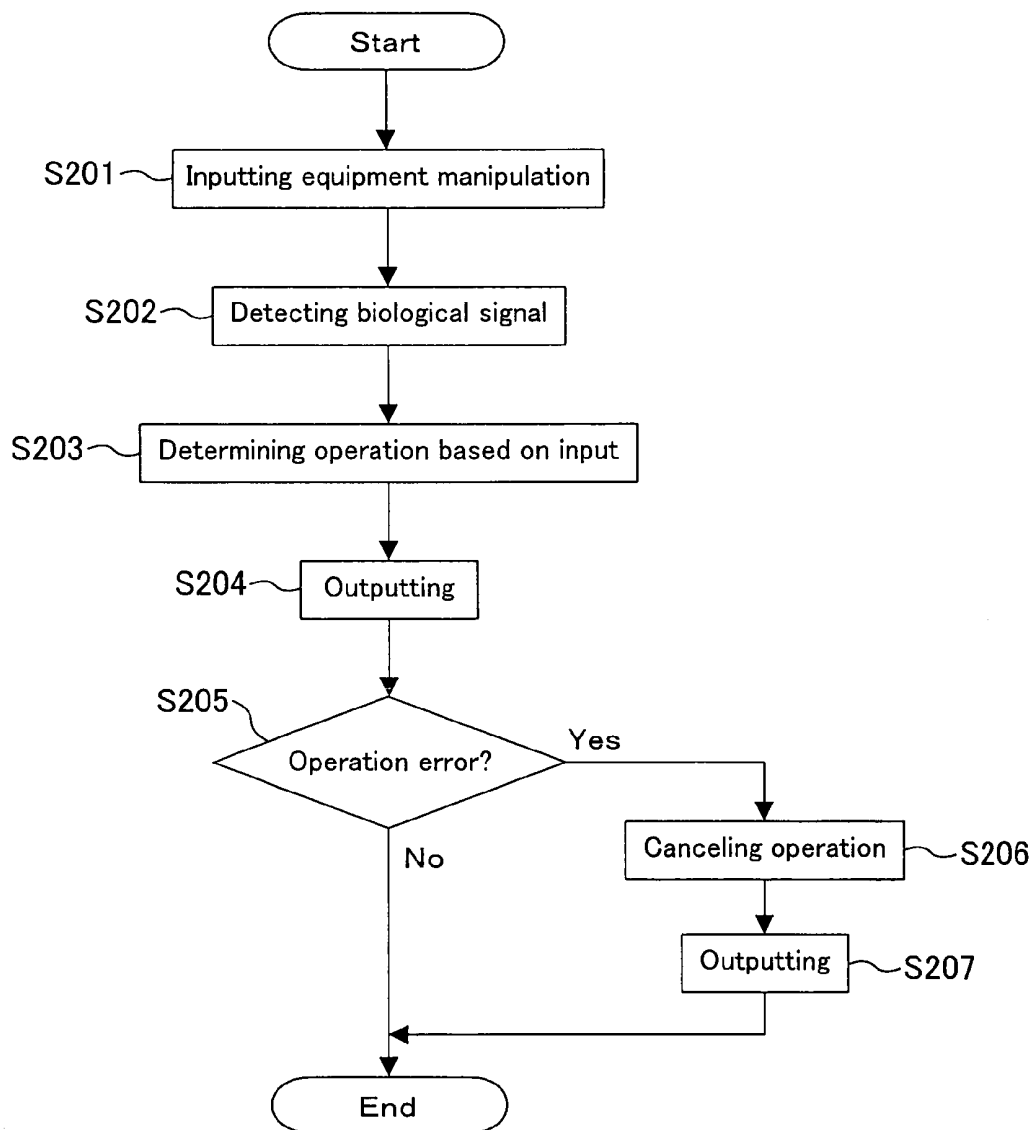 Start
S201
Inputting equipment manipulation
S202
Detecting biological signal
S203
Determining operation based on input
S204
Outputting
S205
Operation error?
Yes
No
Canceling operation
S206
Outputting
S207
End